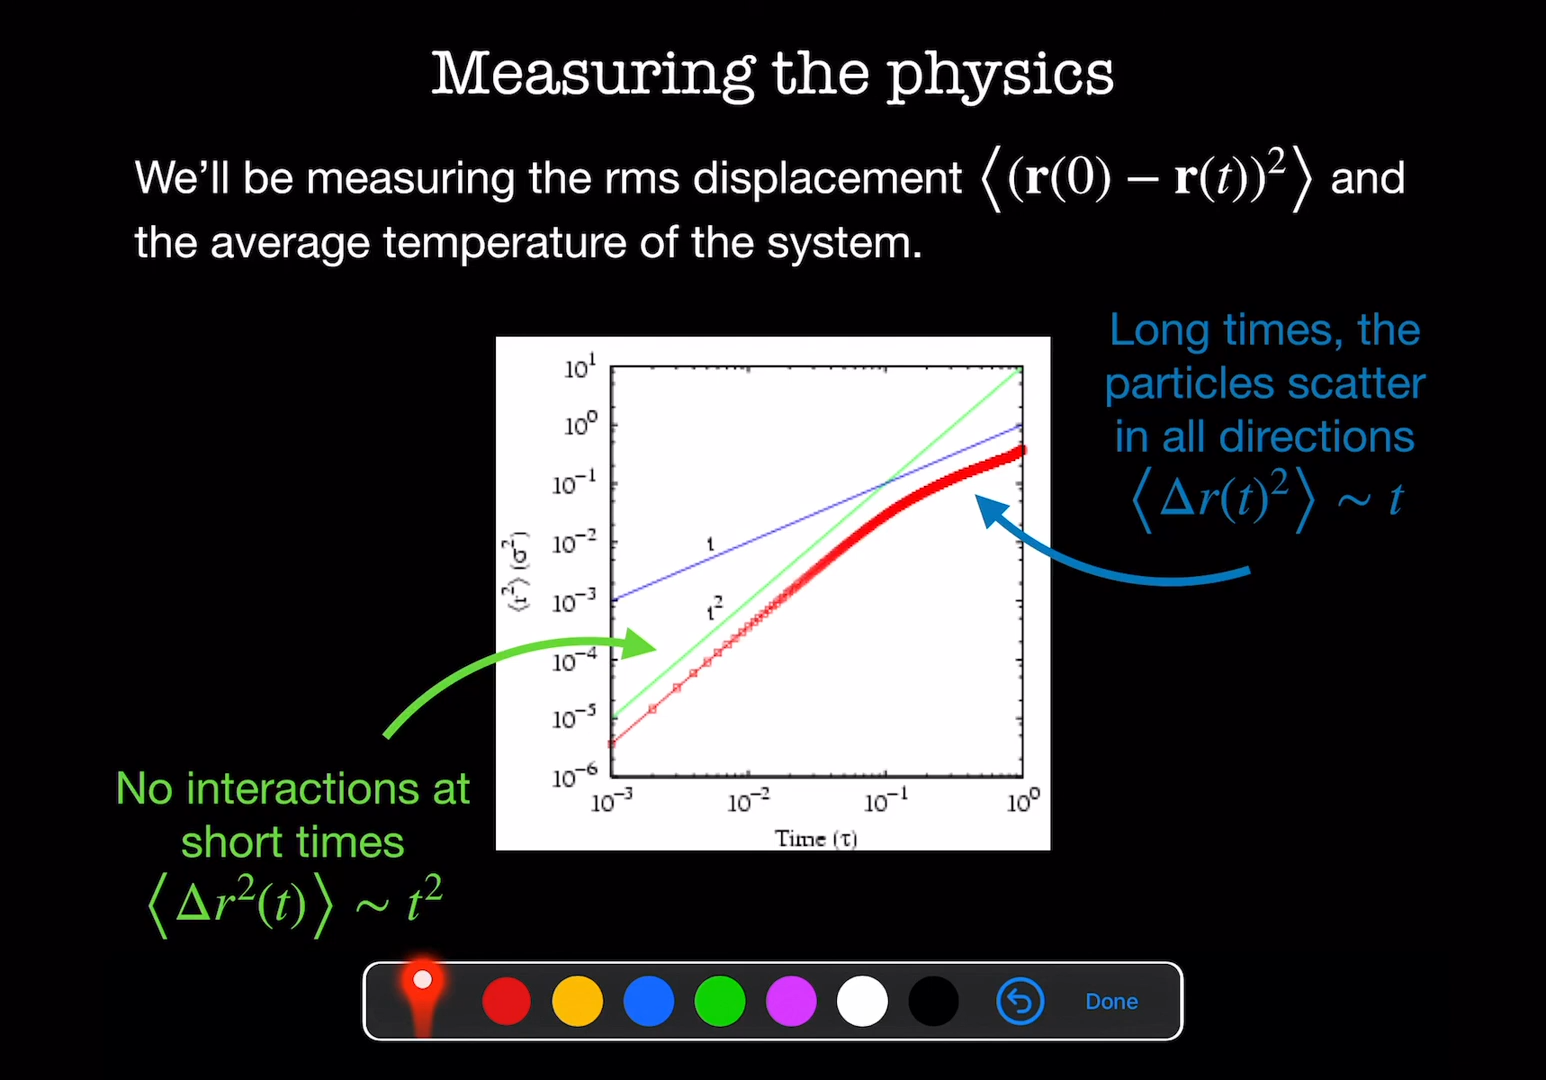 Measuring the physics
We’ll be measuring the rms displacement ⟨(r(0) − r(t))²⟩ and
the average temperature of the system.
Long times, the
particles scatter
in all directions
⟨Δr(t)²⟩ ∼ t
10¹
10⁰
10⁻¹
10⁻²
10⁻³
10⁻⁴
10⁻⁵
10⁻⁶
⟨r²⟩ (σ²)
t
t²
10⁻³ 10⁻² 10⁻¹ 10⁰
Time (τ)
No interactions at
short times
⟨Δr²(t)⟩ ∼ t²
Done